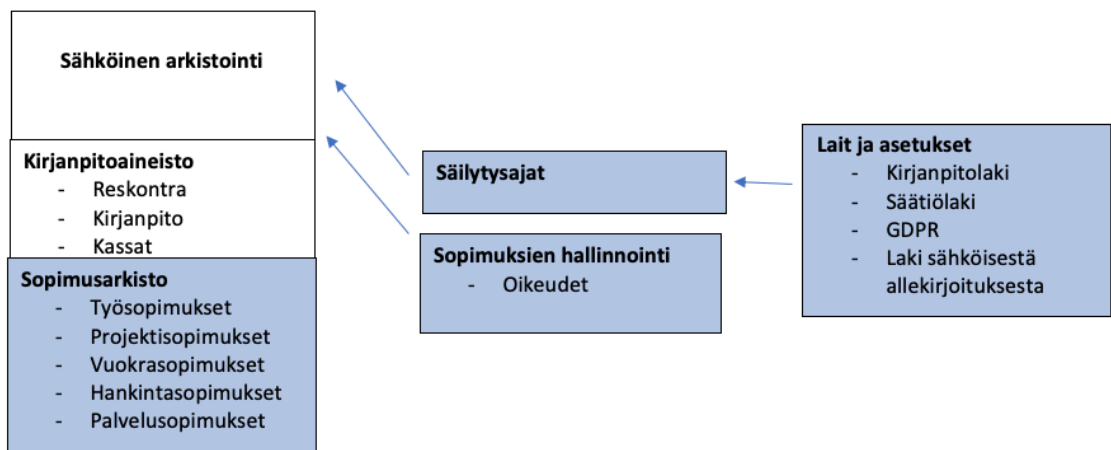 Sähköinen arkistointi
Kirjanpitoaineisto
- Reskontra
- Kirjanpito
- Kassat
Sopimusarkisto
- Työsopimukset
- Projektisopimukset
- Vuokrasopimukset
- Hankintasopimukset
- Palvelusopimukset
Säilytysajat
Sopimuksien hallinnointi
- Oikeudet
Lait ja asetukset
- Kirjanpitolaki
- Säätiölaki
- GDPR
- Laki sähköisestä
allekirjoituksesta